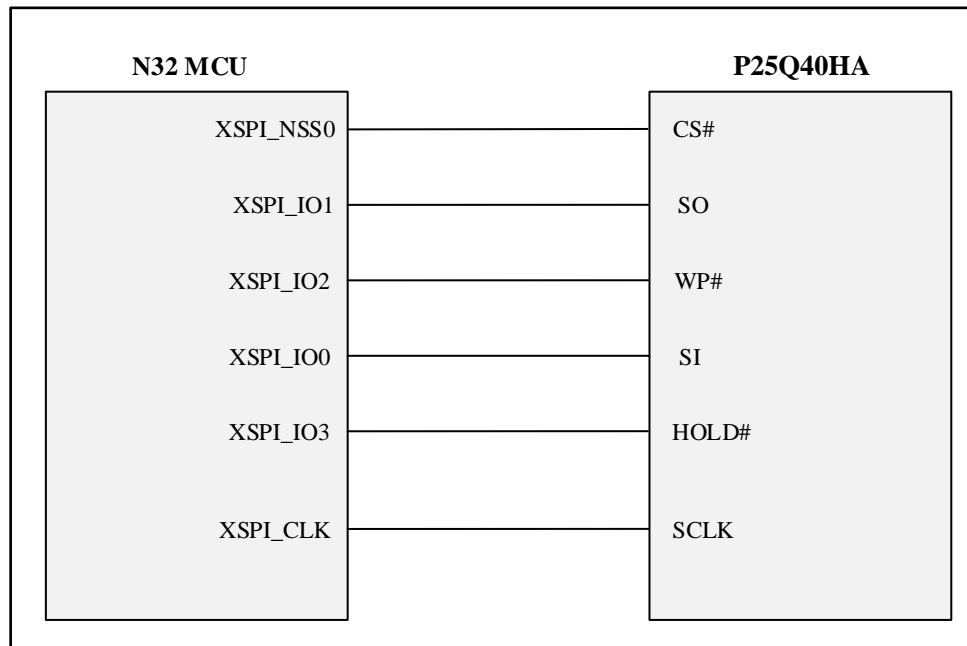 N32 MCU P25Q40HA
XSPI_NSS0 CS#
XSPI_IO1 SO
XSPI_IO2 WP#
XSPI_IO0 SI
XSPI_IO3 HOLD#
XSPI_CLK SCLK